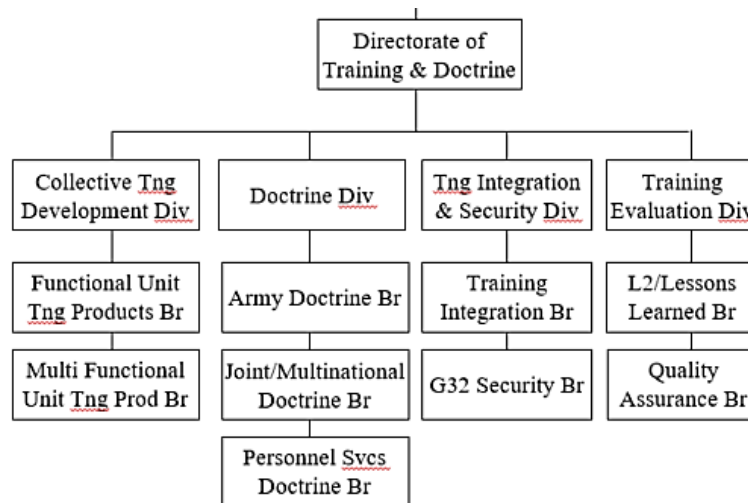 Directorate of
Training & Doctrine
Collective Tng
Development Div
Doctrine Div
Tng Integration
& Security Div
Training
Evaluation Div
Functional Unit
Tng Products Br
Army Doctrine Br
Training
Integration Br
L2/Lessons
Learned Br
Multi Functional
Unit Tng Prod Br
Joint/Multinational
Doctrine Br
G32 Security Br
Quality
Assurance Br
Personnel Svcs
Doctrine Br